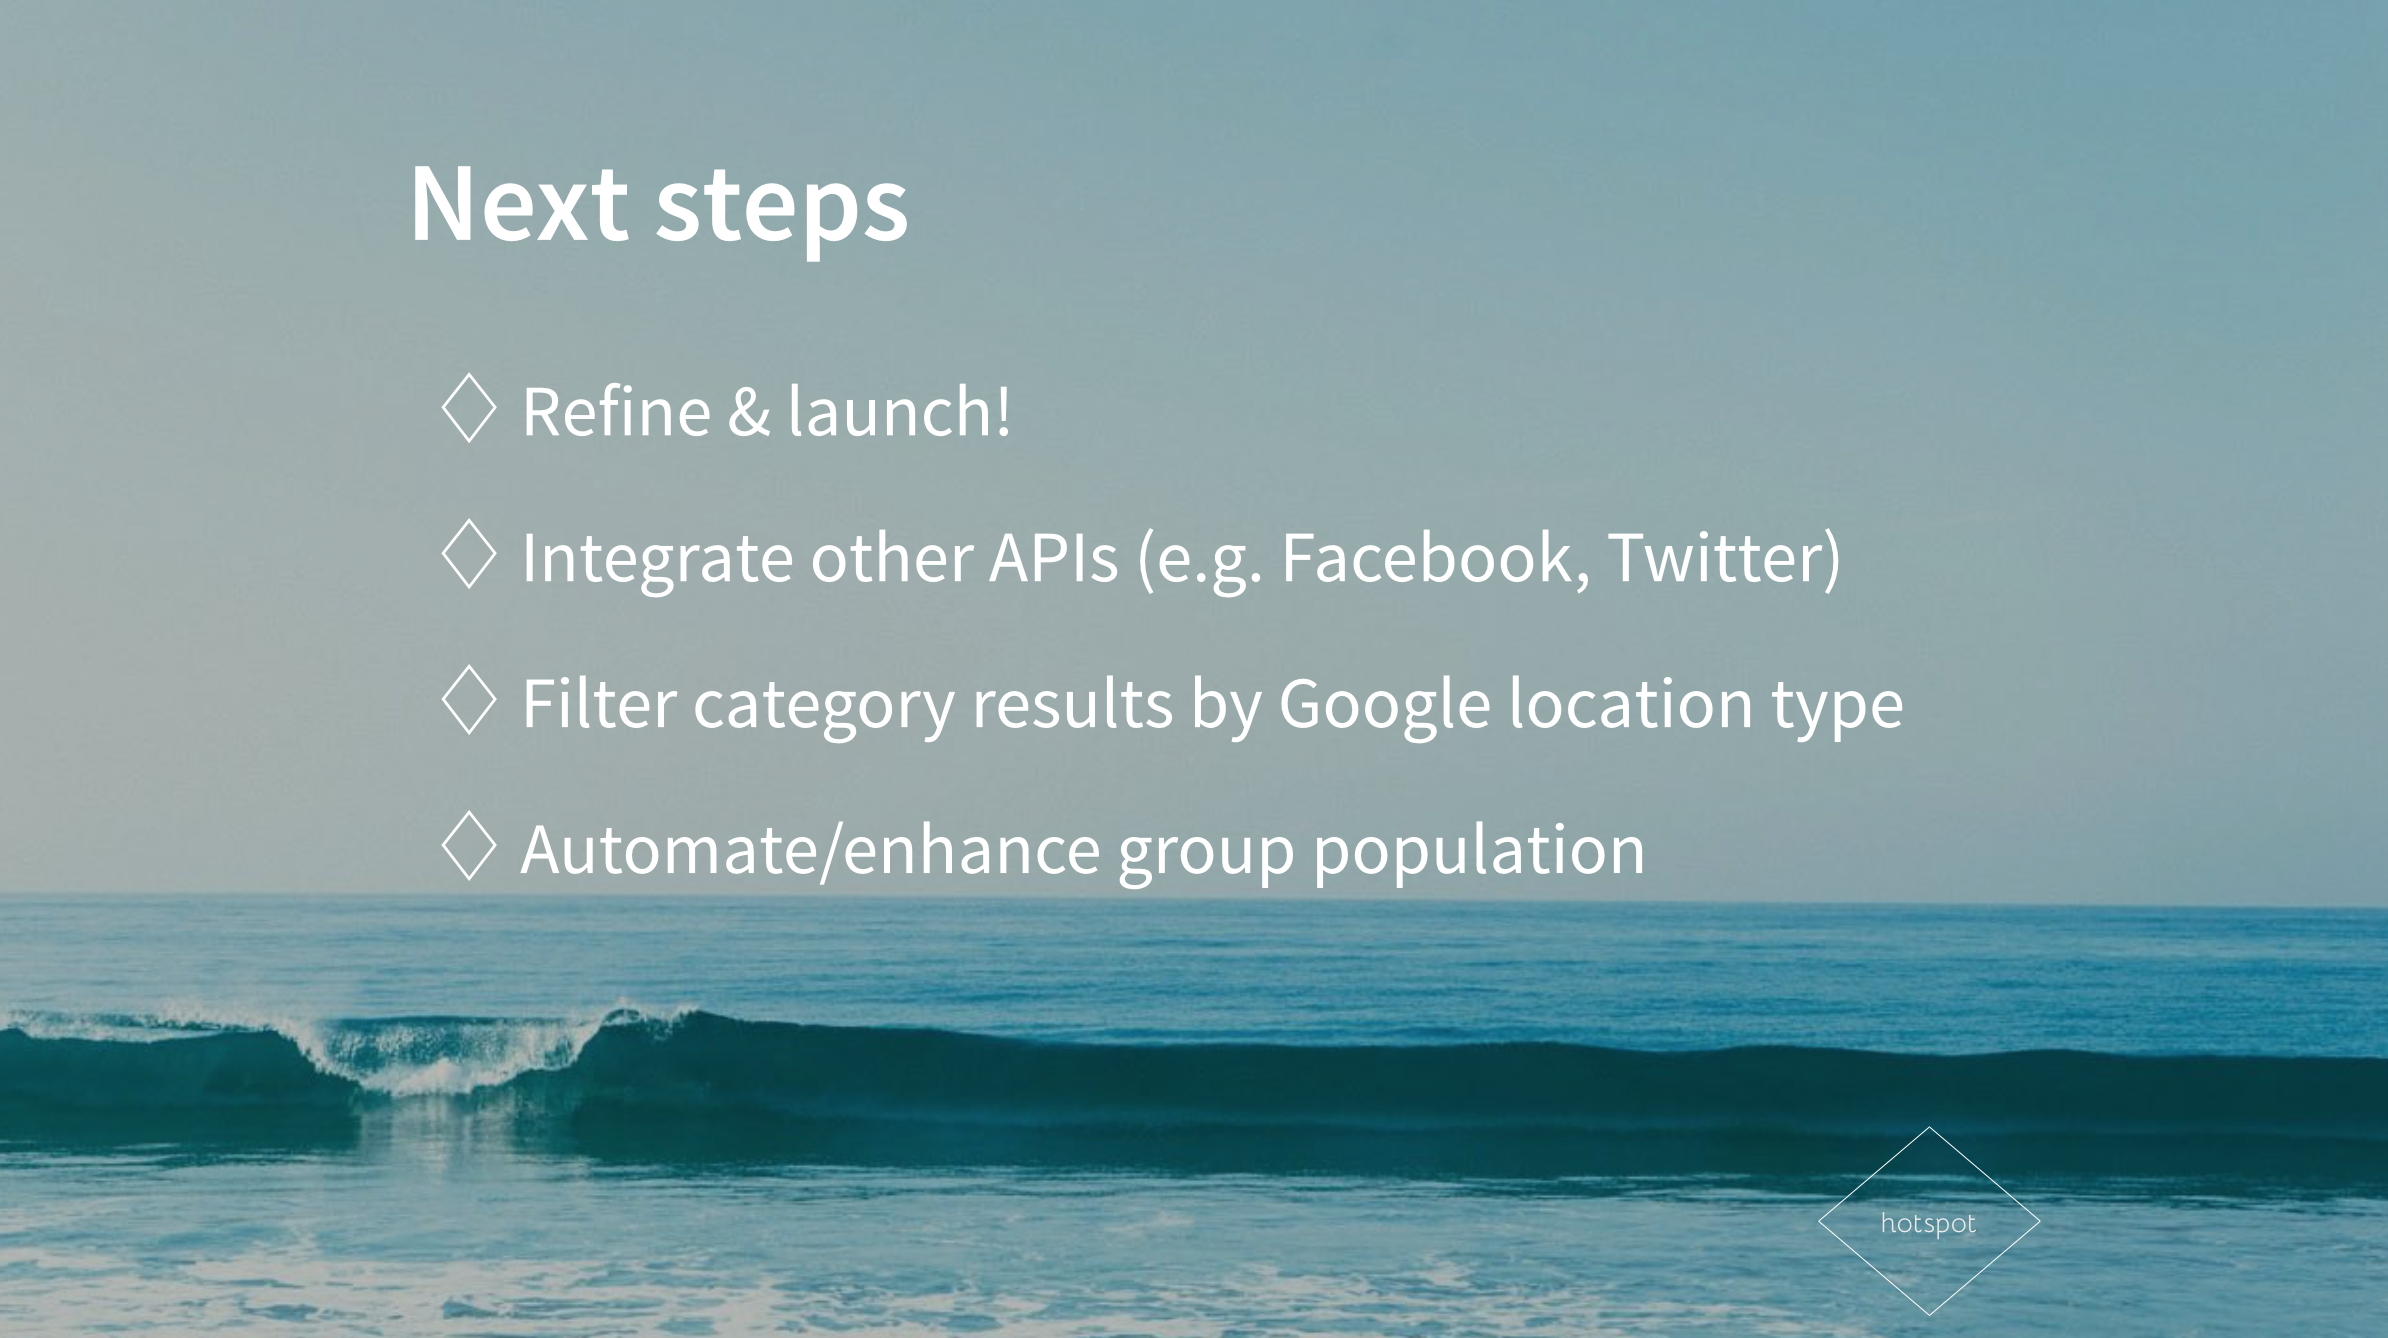 Next steps
Refine & launch!
Integrate other APIs (e.g. Facebook, Twitter)
Filter category results by Google location type
Automate/enhance group population
hotspot